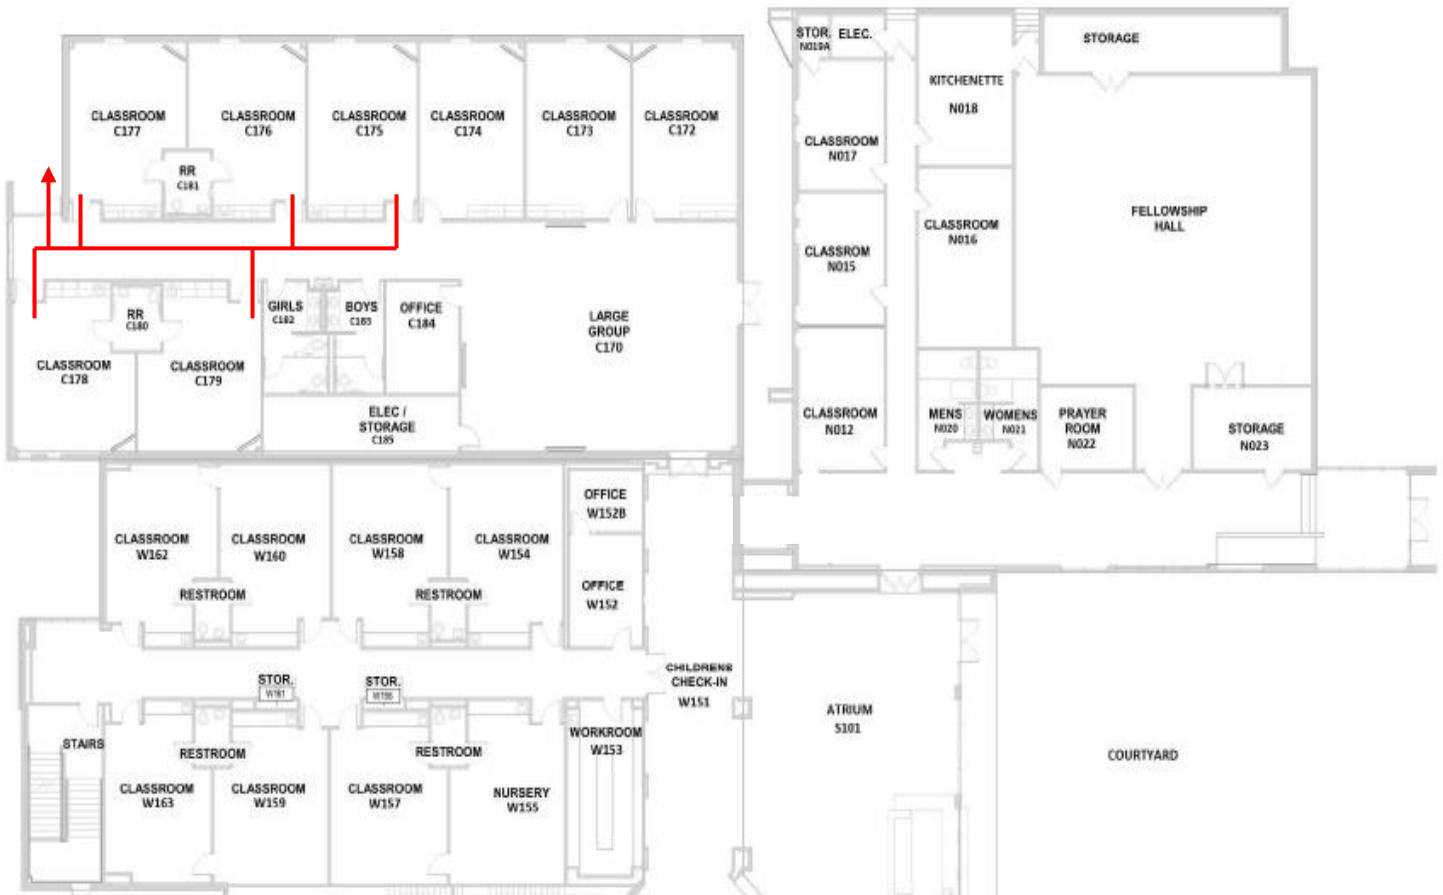 STOR.
N019A
ELEC.
STORAGE
KITCHENETTE
N018
CLASSROOM
C177
CLASSROOM
C176
CLASSROOM
C175
CLASSROOM
C174
CLASSROOM
C173
CLASSROOM
C172
CLASSROOM
N017
RR
C181
FELLOWSHIP
HALL
CLASSROOM
N016
CLASSROM
N015
GIRLS
C182
BOYS
C183
OFFICE
C184
RR
C180
LARGE
GROUP
C170
CLASSROOM
C178
CLASSROOM
C179
ELEC /
STORAGE
C185
CLASSROOM
N012
MENS
N020
WOMENS
N021
PRAYER
ROOM
N022
STORAGE
N023
OFFICE
W152B
CLASSROOM
W162
CLASSROOM
W160
CLASSROOM
W158
CLASSROOM
W154
RESTROOM
RESTROOM
OFFICE
W152
STOR.
W161
STOR.
W156
CHILDRENS
CHECK-IN
W151
ATRIUM
S101
STAIRS
RESTROOM
RESTROOM
WORKROOM
W153
COURTYARD
CLASSROOM
W163
CLASSROOM
W159
CLASSROOM
W157
NURSERY
W155